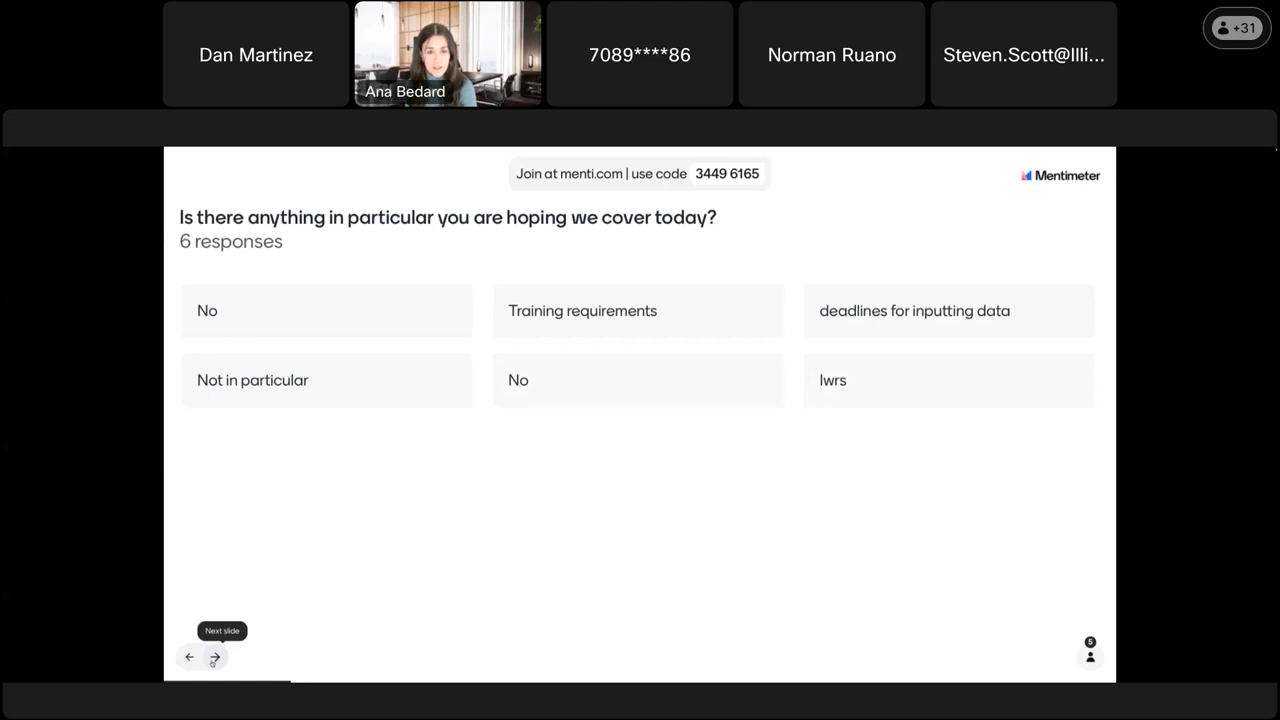 Dan Martinez
Ana Bedard
7089****86
Norman Ruano
Steven.Scott@Illi...
+31
Join at menti.com | use code 3449 6165
Mentimeter
Is there anything in particular you are hoping we cover today?
6 responses
No
Training requirements
deadlines for inputting data
Not in particular
No
lwrs
Next slide
5